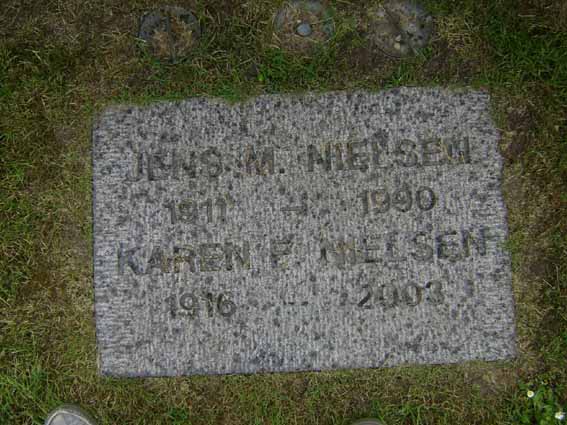 JENS M. NIELSEN
1911 - 1990
KAREN F. NIELSEN
1916 - 2003